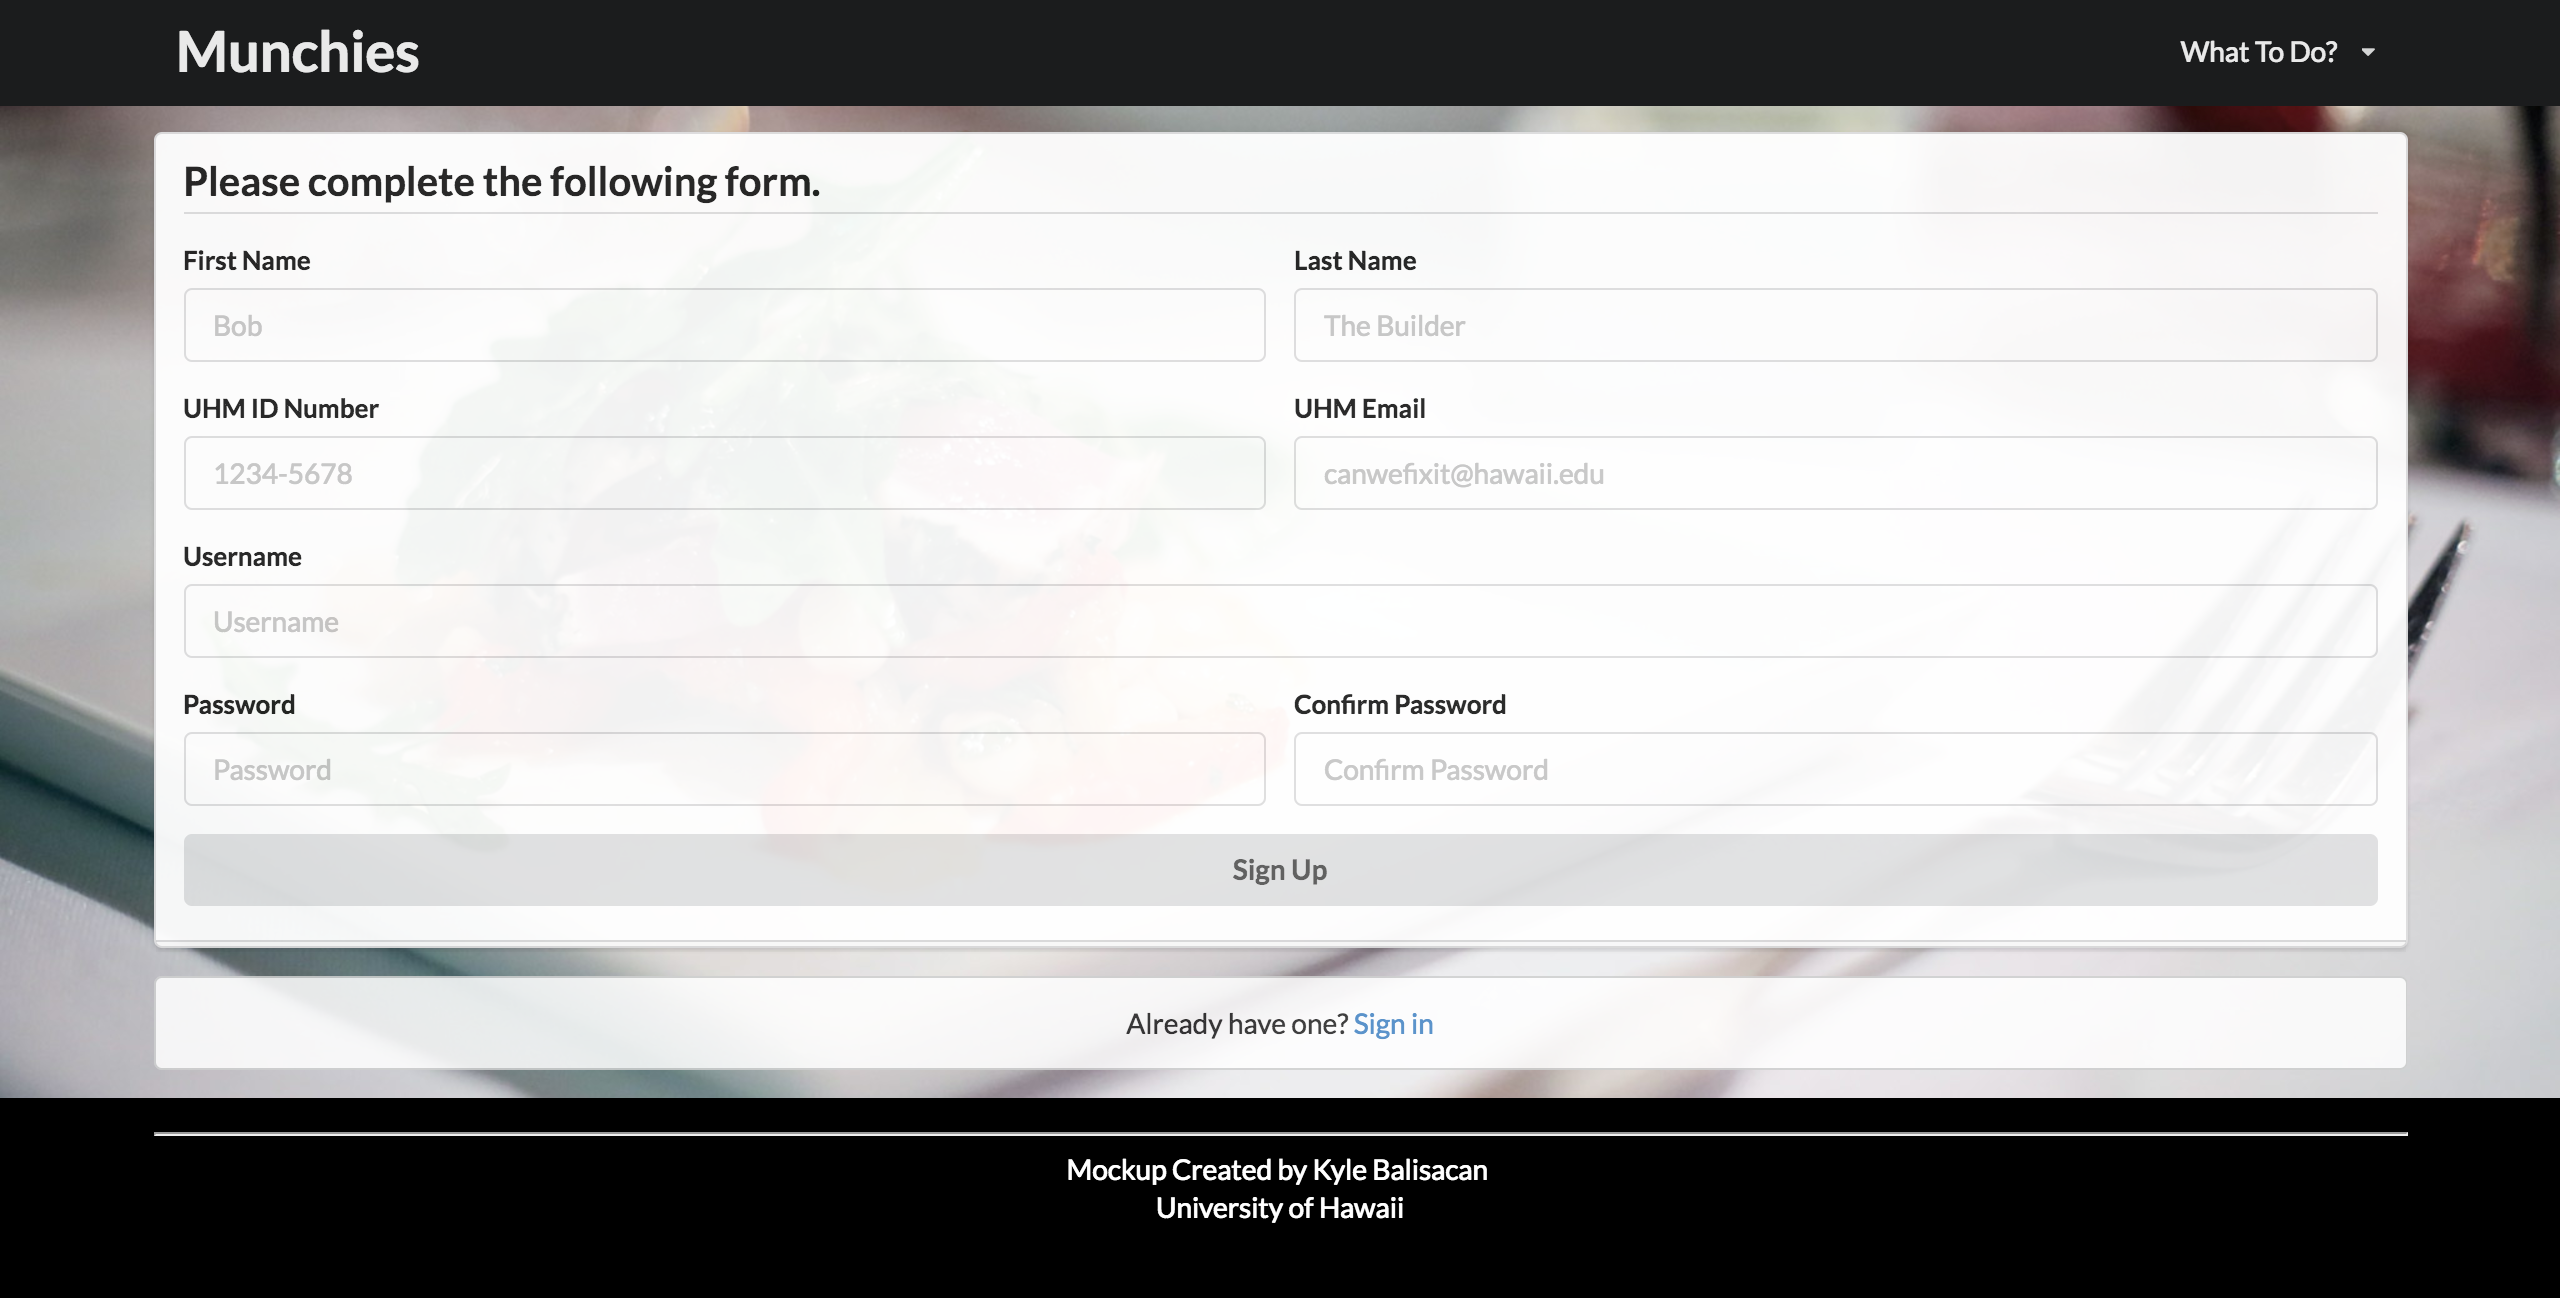 Munchies
What To Do?
Please complete the following form.
First Name
Last Name
Bob
The Builder
UHM ID Number
UHM Email
1234-5678
canwefixit@hawaii.edu
Username
Username
Password
Confirm Password
Password
Confirm Password
Sign Up
Already have one? Sign in
Mockup Created by Kyle Balisacan
University of Hawaii